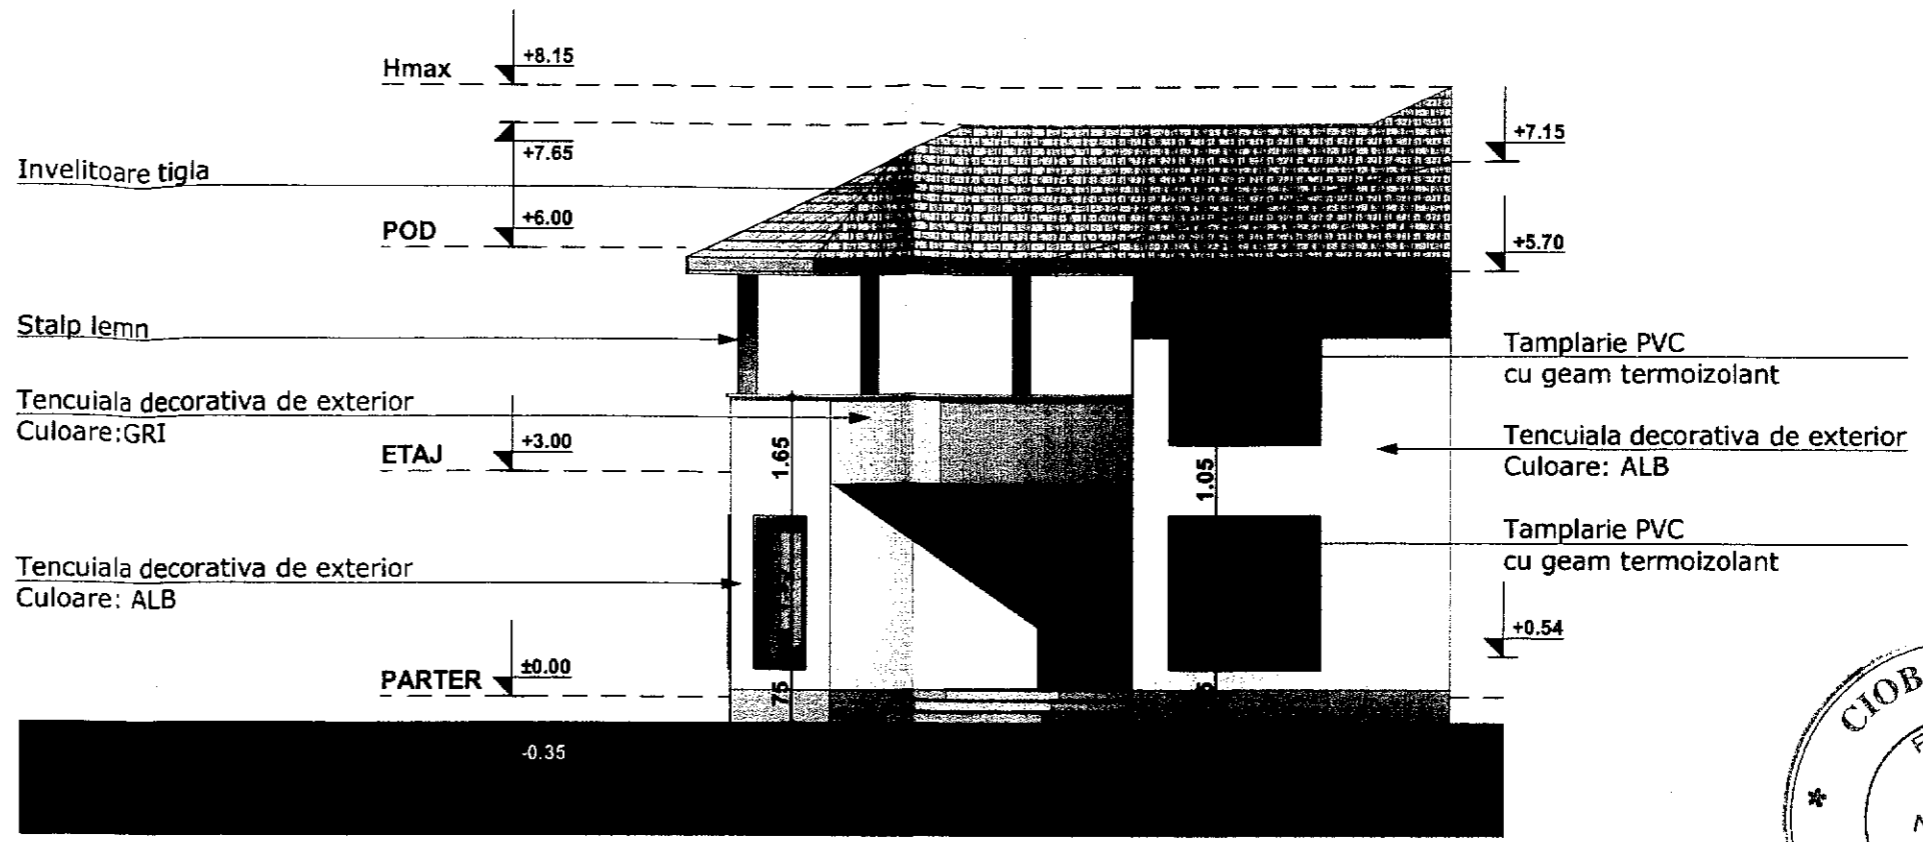 Hmax
+8.15
+7.65
+7.15
Invelitoare tigla
POD
+6.00
+5.70
Stalp lemn
Tamplarie PVC
cu geam termoizolant
Tencuiala decorativa de exterior
Culoare:GRI
ETAJ
+3.00
1.65
1.05
Tencuiala decorativa de exterior
Culoare: ALB
Tamplarie PVC
cu geam termoizolant
Tencuiala decorativa de exterior
Culoare: ALB
+0.54
PARTER
±0.00
75
-0.35
CIOB